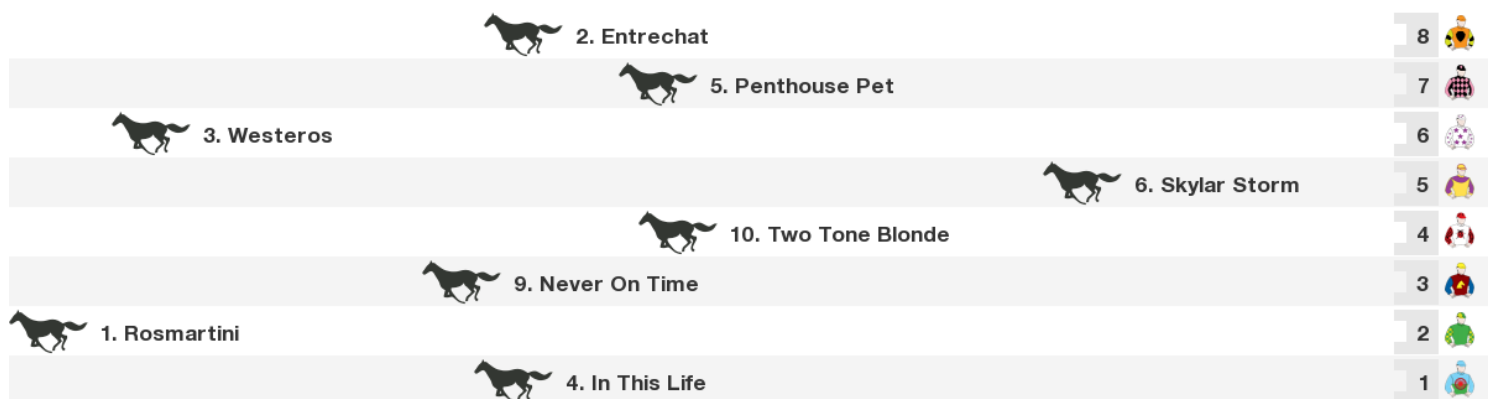 2. Entrechat 8
5. Penthouse Pet 7
3. Westeros 6
6. Skylar Storm 5
10. Two Tone Blonde 4
9. Never On Time 3
1. Rosmartini 2
4. In This Life 1